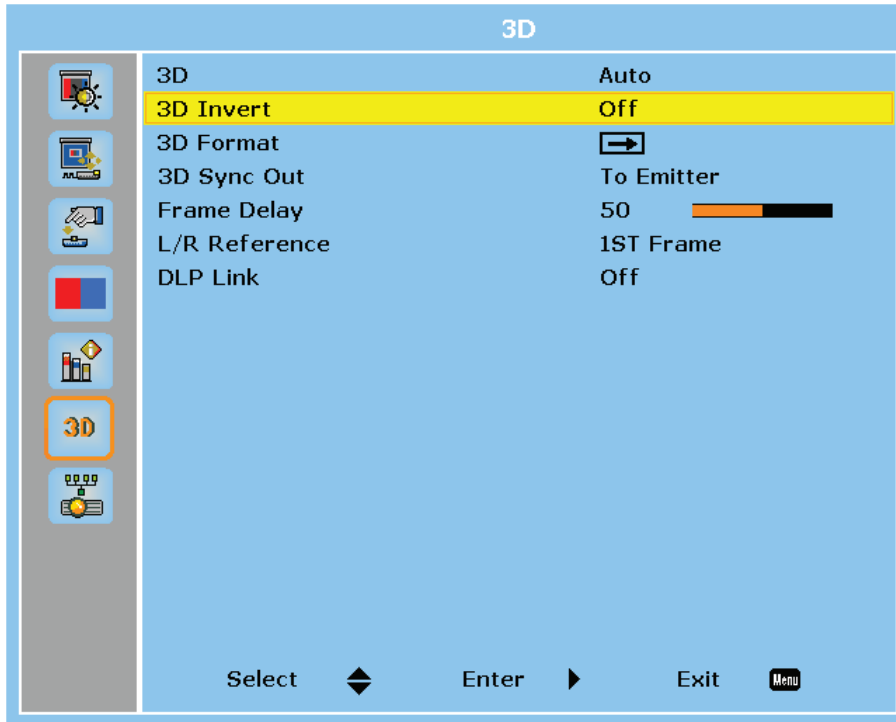 3D
3D Auto
3D Invert Off
3D Format
3D Sync Out To Emitter
Frame Delay 50
L/R Reference 1ST Frame
DLP Link Off
3D
Select Enter Exit Menu